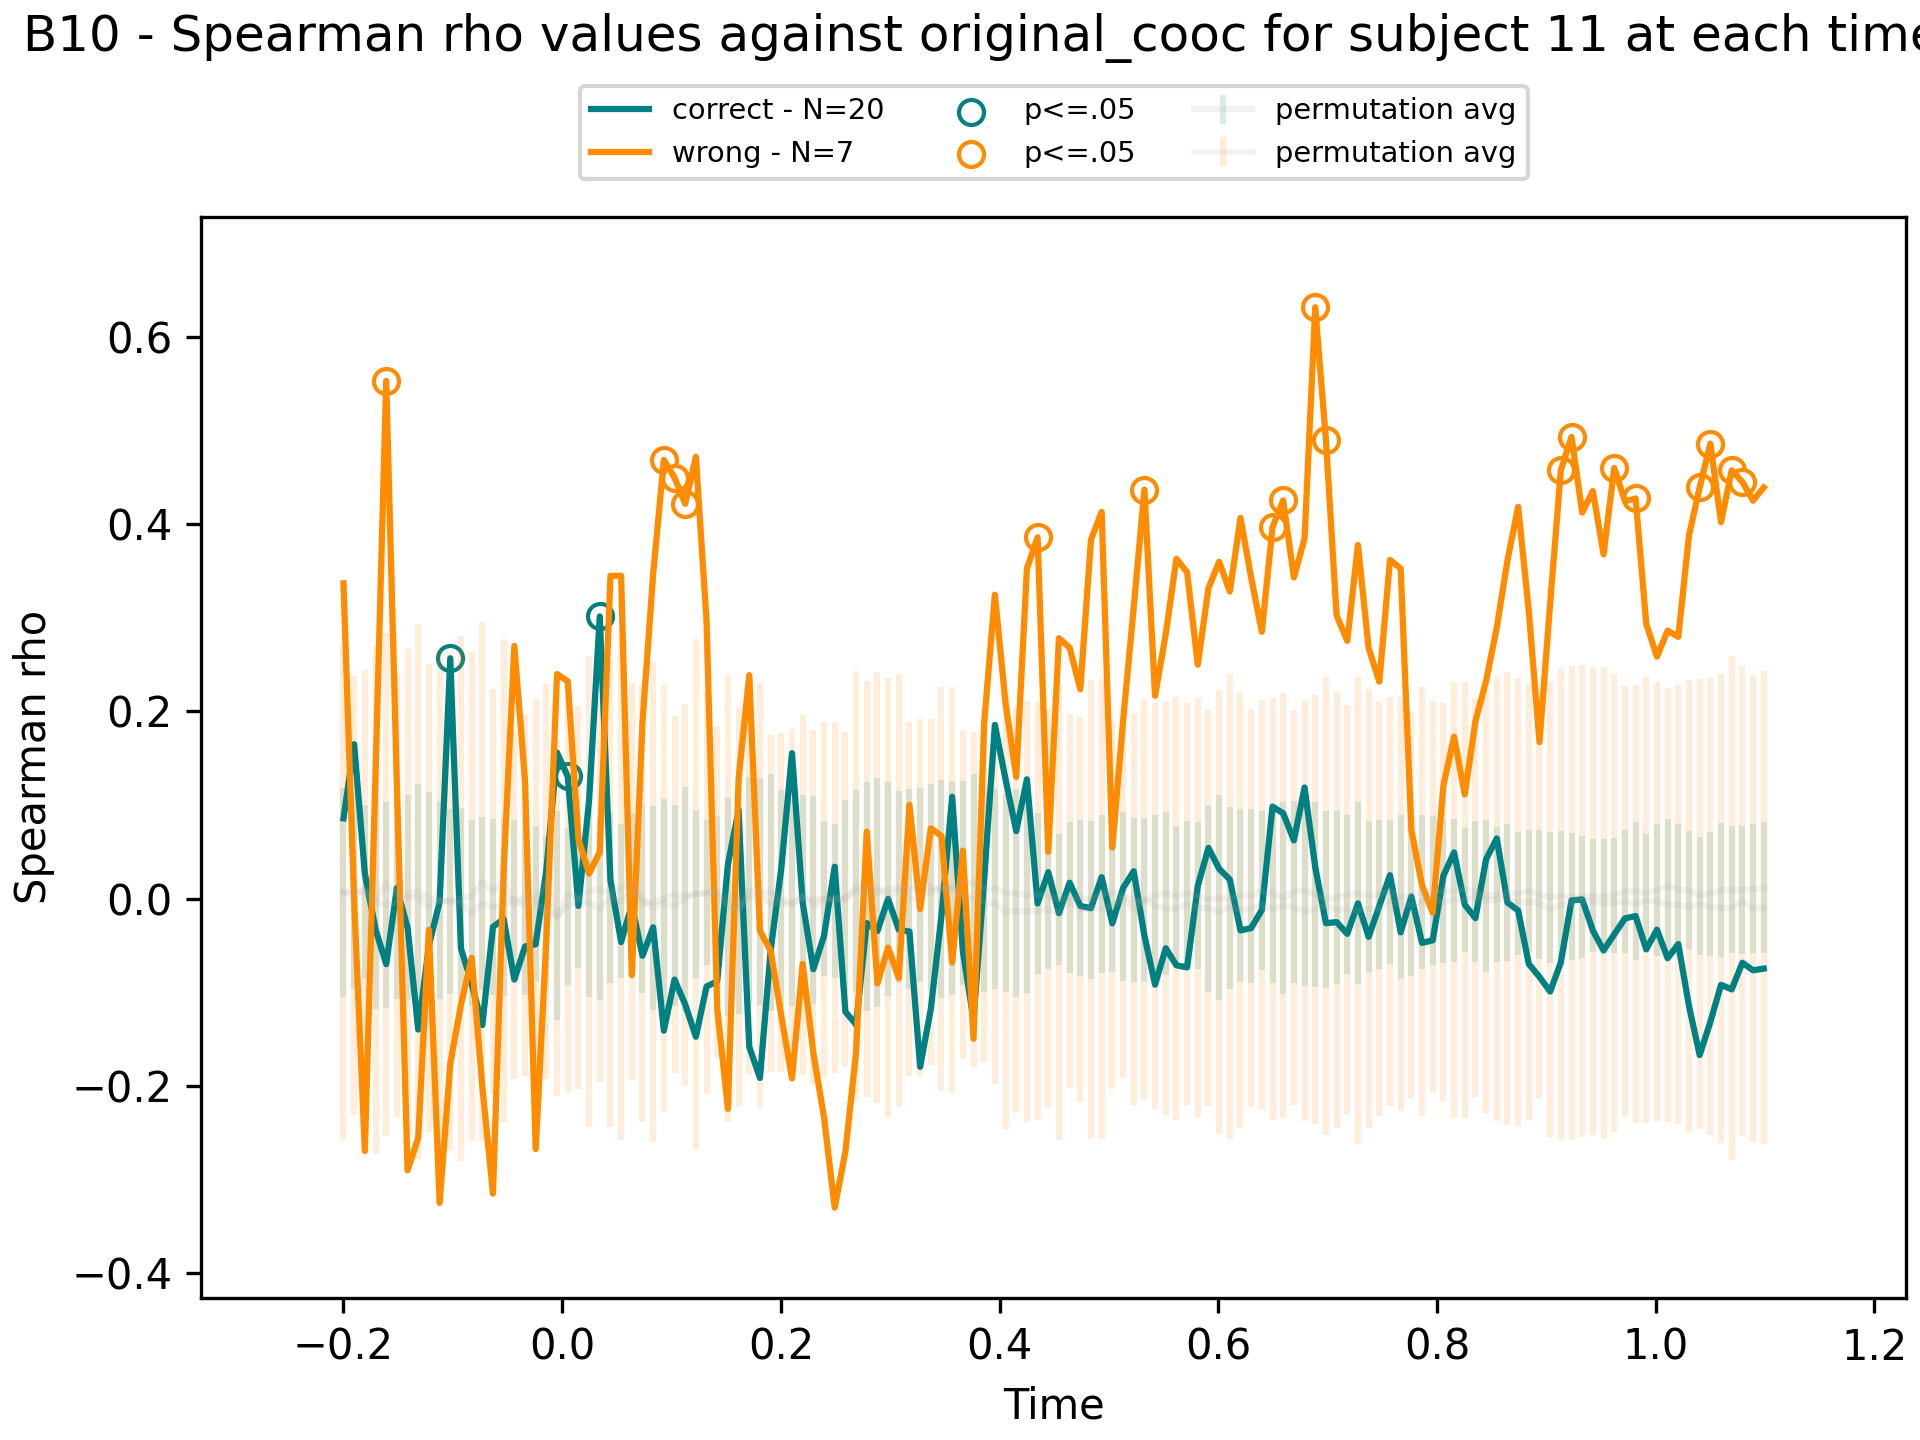 B10 - Spearman rho values against original_cooc for subject 11 at each time
correct - N=20
wrong - N=7
p<=.05
p<=.05
permutation avg
permutation avg
Spearman rho
0.6
0.4
0.2
0.0
−0.2
−0.4
−0.2
0.0
0.2
0.4
0.6
0.8
1.0
1.2
Time